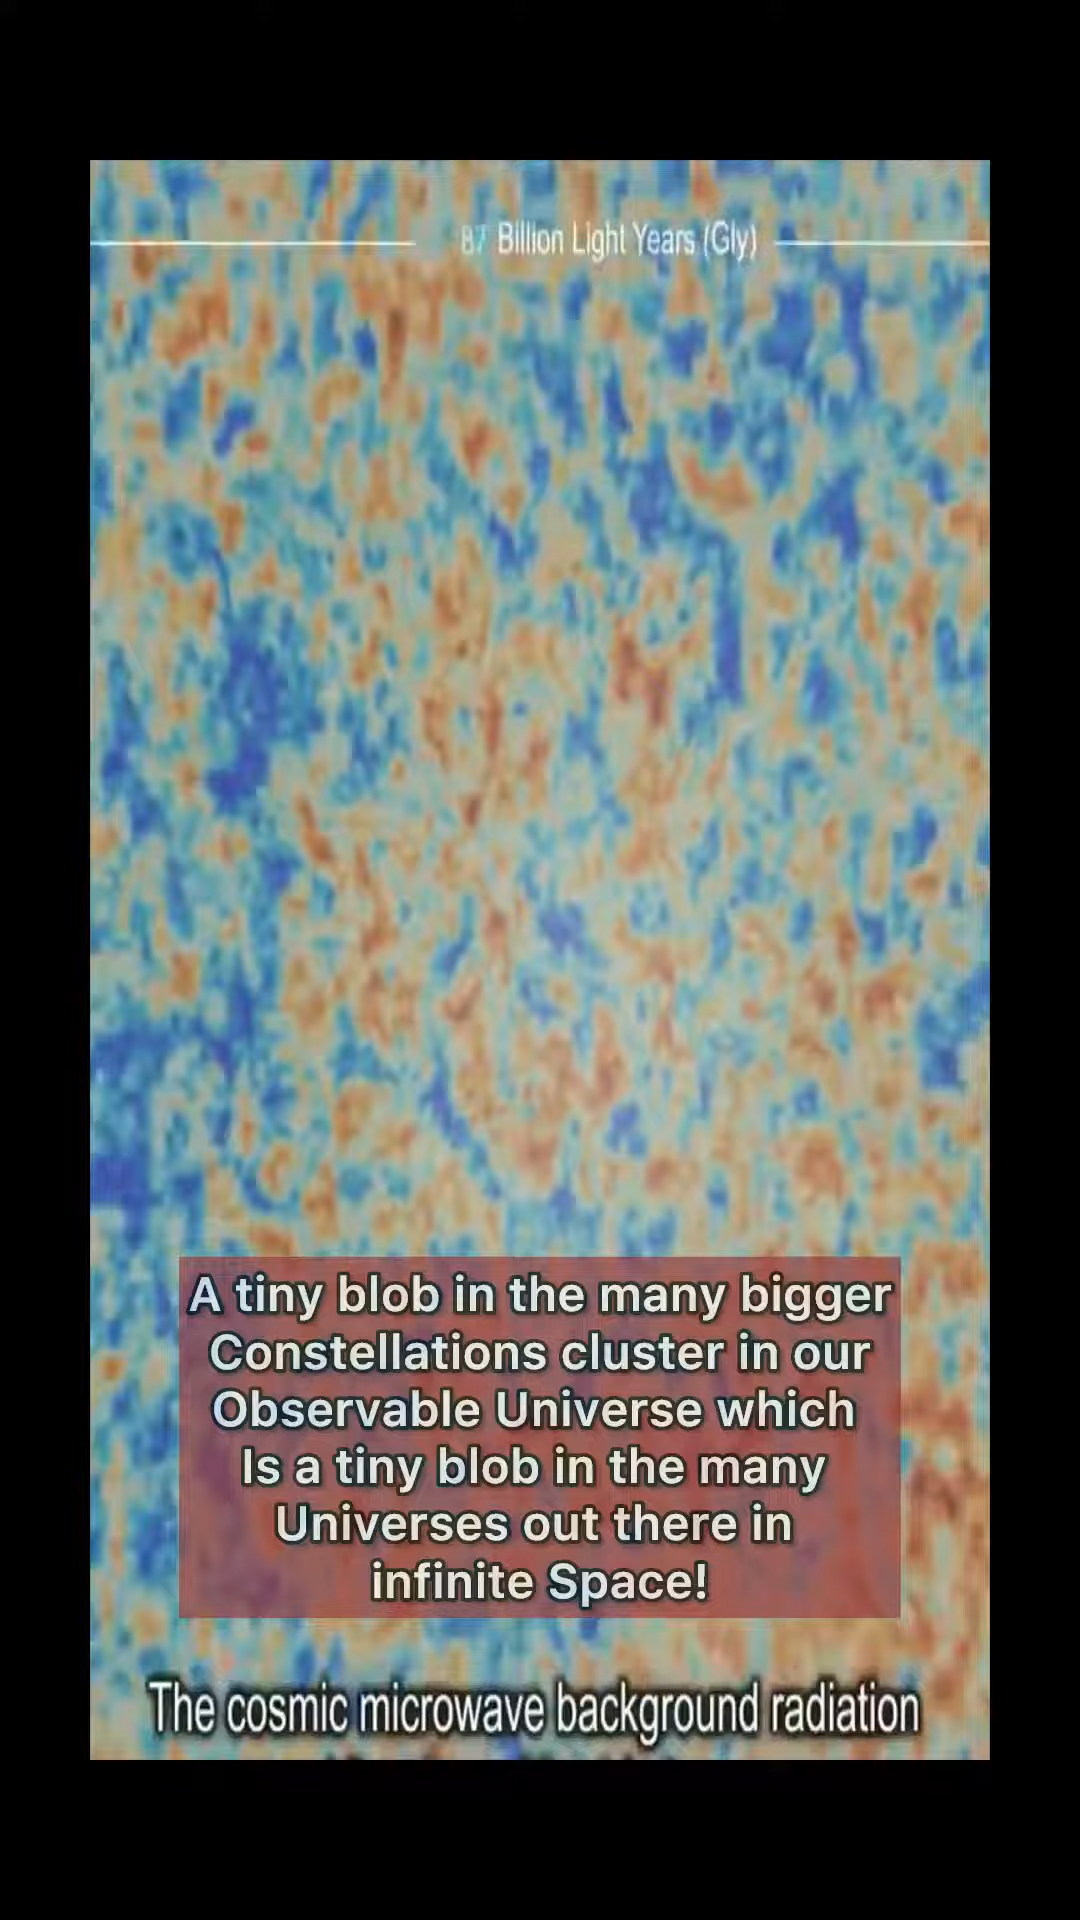 87 Billion Light Years (Gly)
A tiny blob in the many bigger
Constellations cluster in our
Observable Universe which
Is a tiny blob in the many
Universes out there in
infinite Space!
The cosmic microwave background radiation